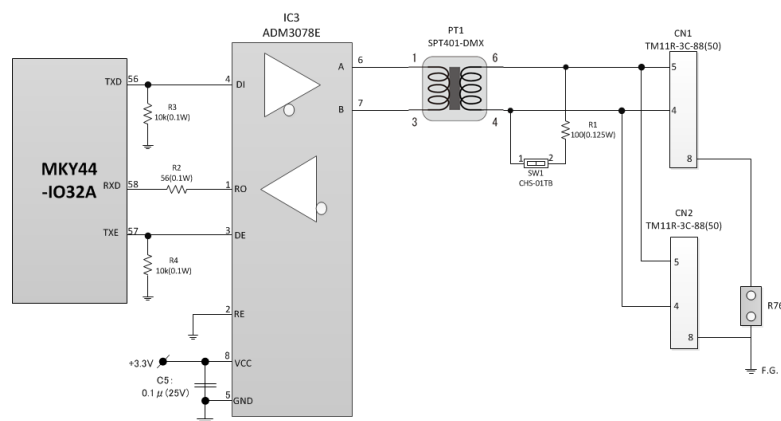 IC3
ADM3078E
PT1
SPT401-DMX
CN1
TM11R-3C-88(50)
MKY44
-IO32A
TXD
56
R3
10k(0.1W)
RXD
58
R2
56(0.1W)
TXE
57
R4
10k(0.1W)
4
DI
1
RO
3
DE
2
RE
8
VCC
5
GND
+3.3V
C5:
0.1μ(25V)
A
6
B
7
1
3
6
4
R1
100(0.125W)
1
2
SW1
CHS-01TB
5
4
8
CN2
TM11R-3C-88(50)
5
4
8
F.G.